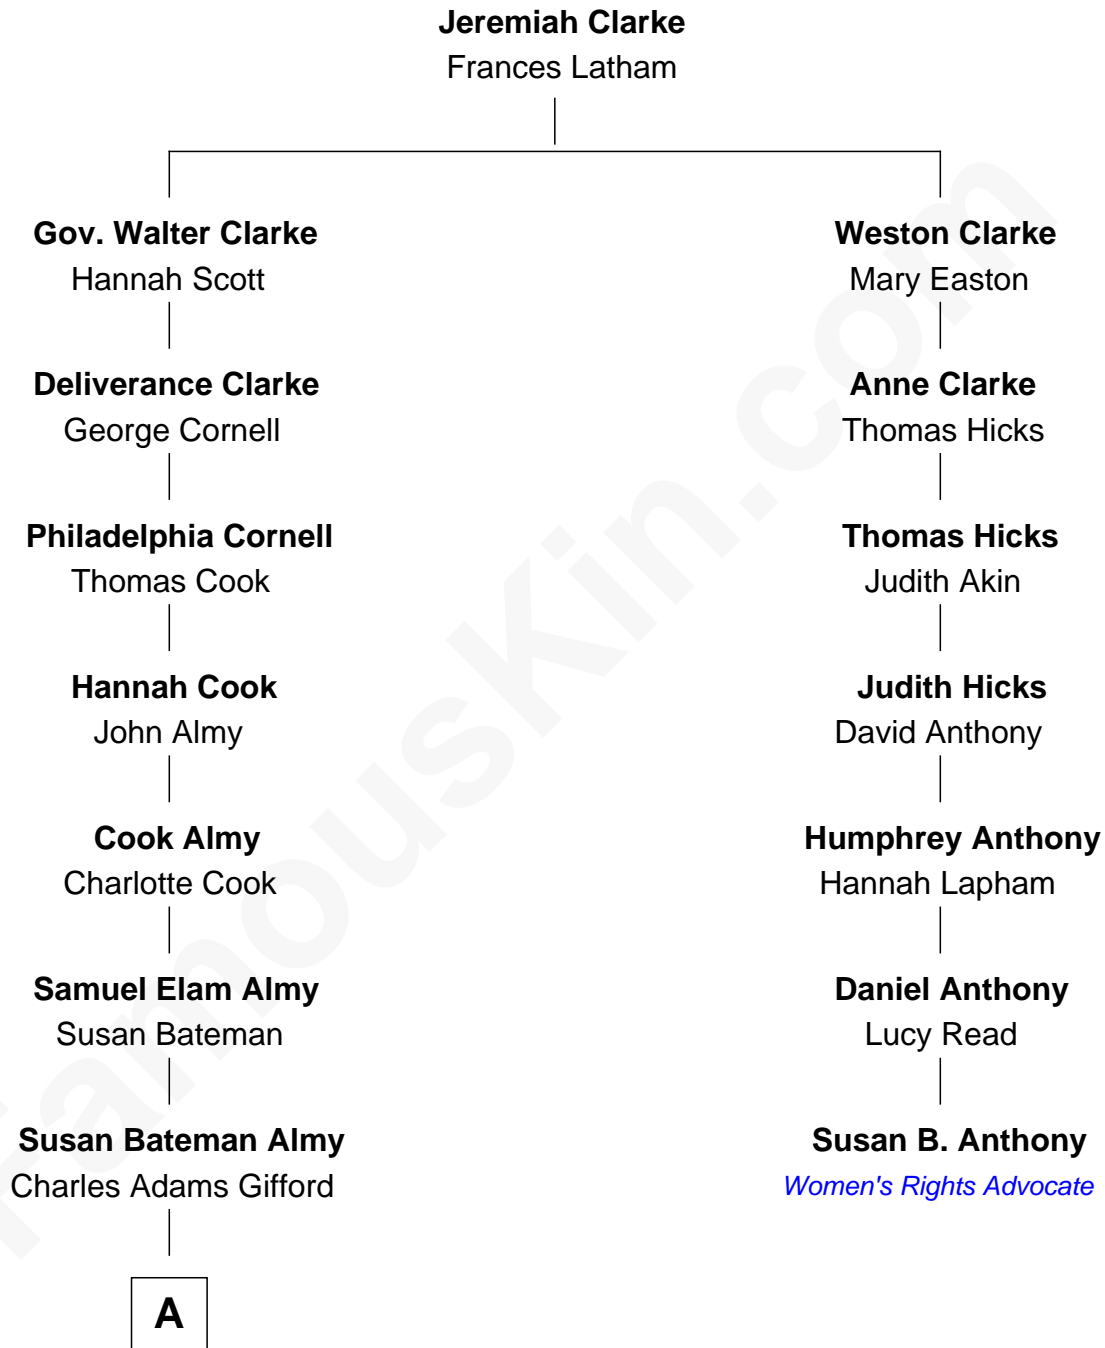 Jeremiah Clarke
Frances Latham
Gov. Walter Clarke
Hannah Scott
Weston Clarke
Mary Easton
Deliverance Clarke
George Cornell
Anne Clarke
Thomas Hicks
Philadelphia Cornell
Thomas Cook
Thomas Hicks
Judith Akin
Hannah Cook
John Almy
Judith Hicks
David Anthony
Cook Almy
Charlotte Cook
Humphrey Anthony
Hannah Lapham
Samuel Elam Almy
Susan Bateman
Daniel Anthony
Lucy Read
Susan Bateman Almy
Charles Adams Gifford
Susan B. Anthony
Women's Rights Advocate
A
FamousKin.com